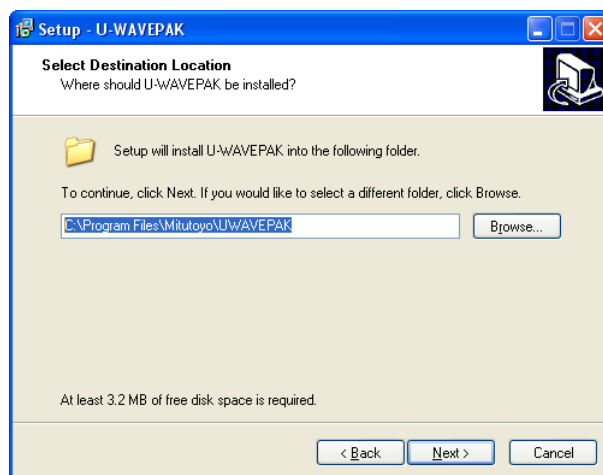 Setup - U-WAVEPAK
Select Destination Location
Where should U-WAVEPAK be installed?
Setup will install U-WAVEPAK into the following folder.
To continue, click Next. If you would like to select a different folder, click Browse.
C:\Program Files\Mitutoyo\UWAVEPAK
Browse...
At least 3.2 MB of free disk space is required.
< Back
Next >
Cancel